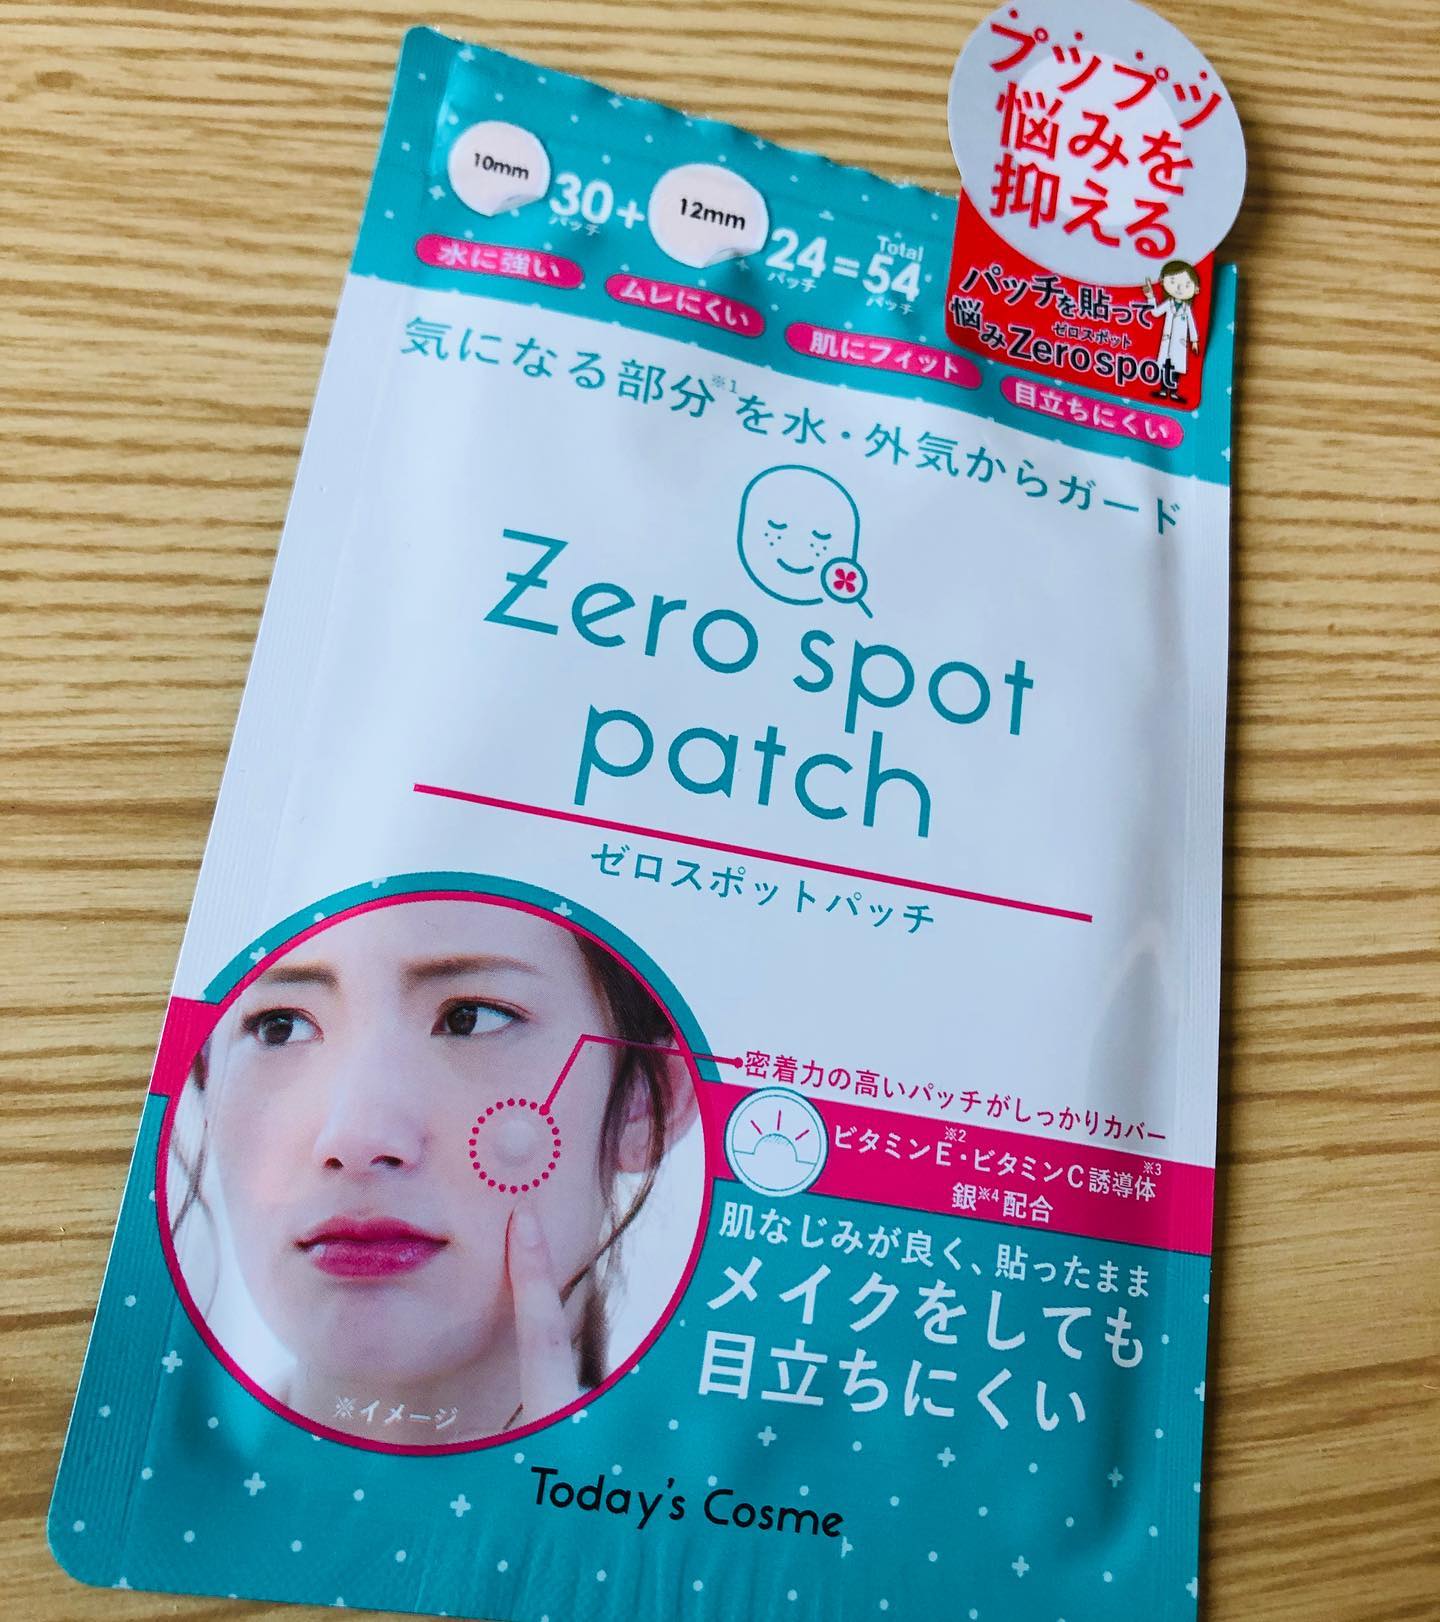 プツプツ
悩みを
抑える
パッチを貼って
ゼロスポット
悩みZerospot
10mm 30+ 12mm 24=54
パッチ パッチ Total パッチ
水に強い ムレにくい 肌にフィット 目立ちにくい
気になる部分※1を水・外気からガード
Zero spot
patch
ゼロスポットパッチ
密着力の高いパッチがしっかりカバー
ビタミンE※2・ビタミンC誘導体※3
銀※4配合
肌なじみが良く、貼ったまま
メイクをしても
目立ちにくい
※イメージ
Today's Cosme